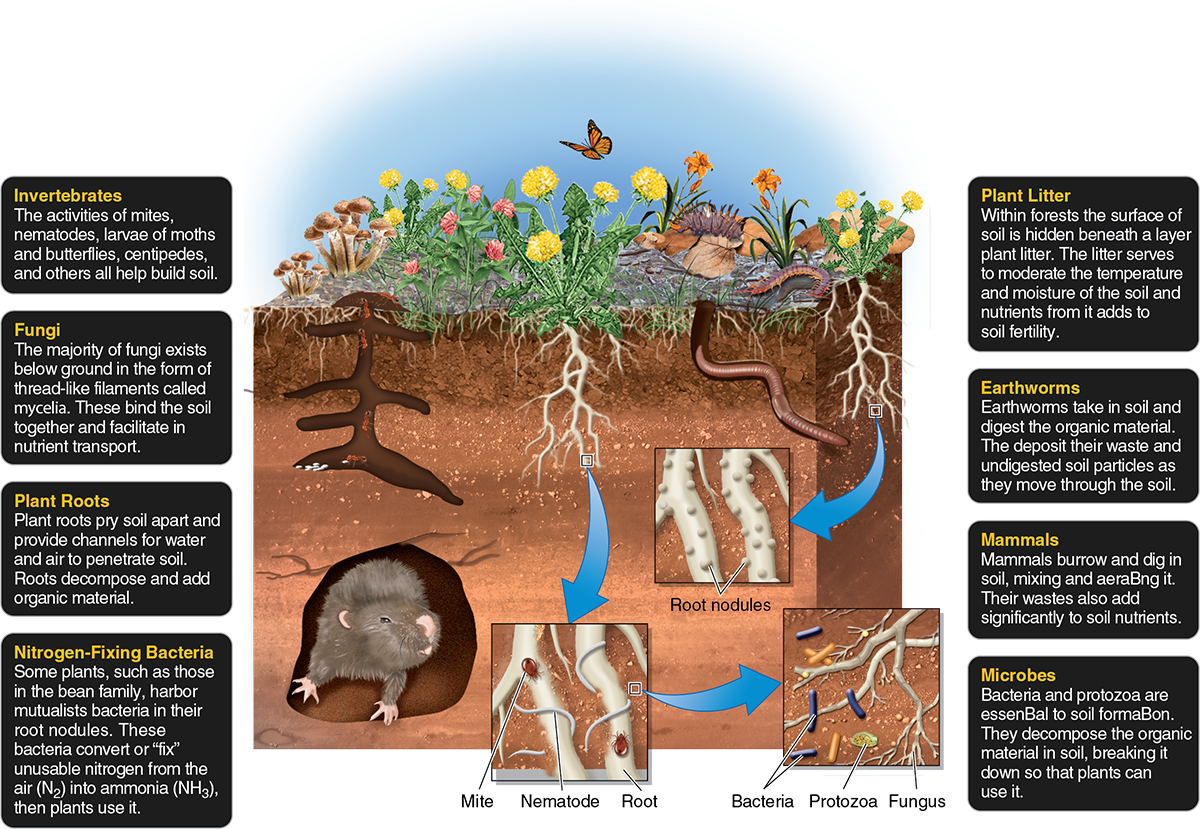 Invertebrates
The activities of mites,
nematodes, larvae of moths
and butterflies, centipedes,
and others all help build soil.
Fungi
The majority of fungi exists
below ground in the form of
thread-like filaments called
mycelia. These bind the soil
together and facilitate in
nutrient transport.
Plant Roots
Plant roots pry soil apart and
provide channels for water
and air to penetrate soil.
Roots decompose and add
organic material.
Nitrogen-Fixing Bacteria
Some plants, such as those
in the bean family, harbor
mutualists bacteria in their
root nodules. These
bacteria convert or “fix”
unusable nitrogen from the
air (N₂) into ammonia (NH₃),
then plants use it.
Root nodules
Mite Nematode Root
Bacteria Protozoa Fungus
Plant Litter
Within forests the surface of
soil is hidden beneath a layer
plant litter. The litter serves
to moderate the temperature
and moisture of the soil and
nutrients from it adds to
soil fertility.
Earthworms
Earthworms take in soil and
digest the organic material.
The deposit their waste and
undigested soil particles as
they move through the soil.
Mammals
Mammals burrow and dig in
soil, mixing and aeraBng it.
Their wastes also add
significantly to soil nutrients.
Microbes
Bacteria and protozoa are
essenBal to soil formaBon.
They decompose the organic
material in soil, breaking it
down so that plants can
use it.